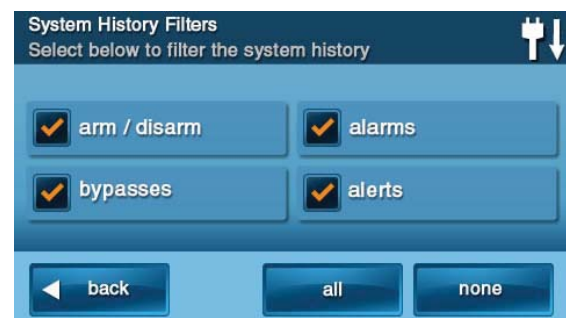 System History Filters
Select below to filter the system history
arm / disarm
alarms
bypasses
alerts
back
all
none